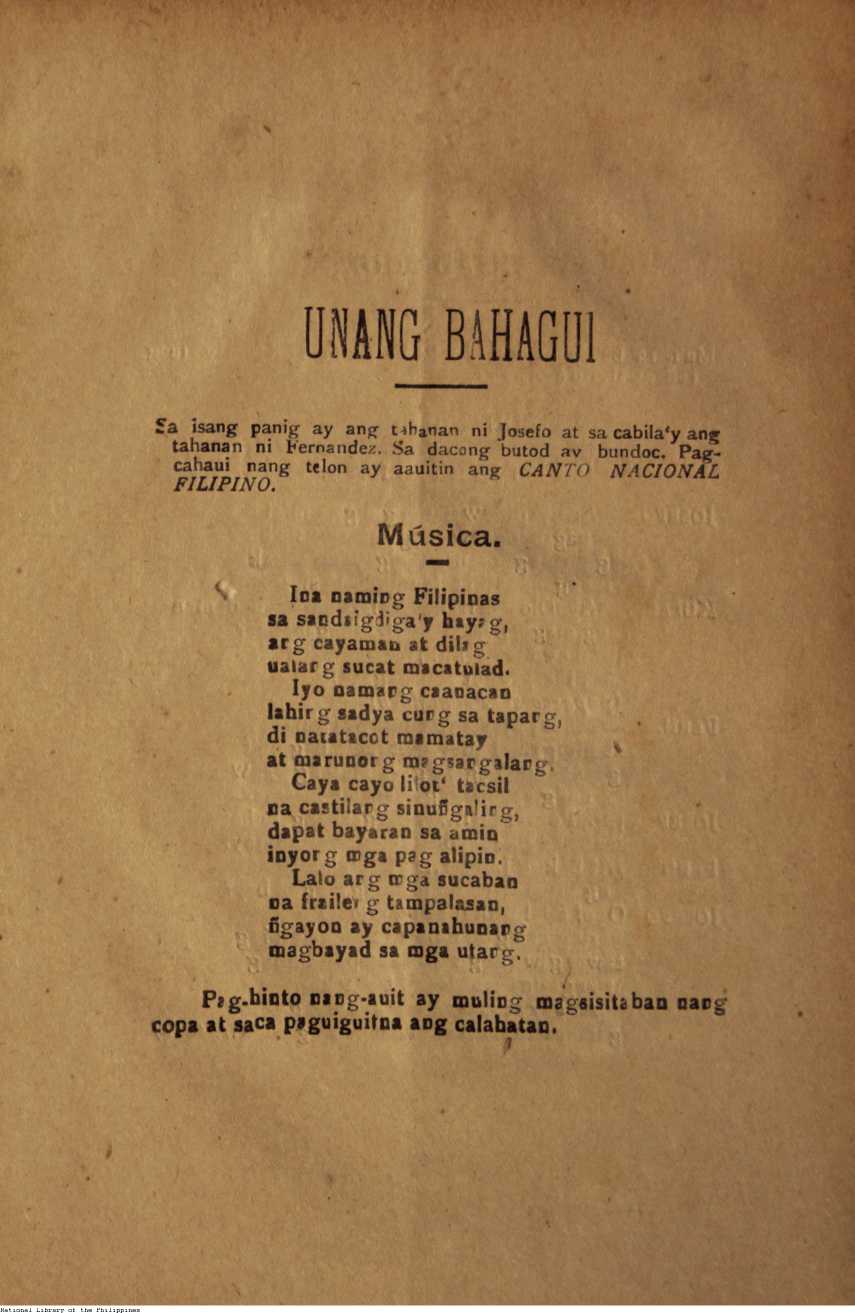 UNANG BAHAGUI
Sa isang panig ay ang tahanan ni Josefo at sa cabila‘y ang
tahanan ni Fernandez. Sa dacong butod ay bundoc. Pag-
cahaui nang telon ay aauitin ang CANTO NACIONAL
FILIPINO.
Música.
Ina naming Filipinas
sa sandaigdiga'y hayag,
ang cayaman at dilag
ualang sucat macatulad.
Iyo namang caanacan
lahing sadya cung sa tapang,
di natatacot mamatay
at marunong magsangalang.
Caya cayo lilot‘ tacsil
na castilang sinuñgaling,
dapat bayaran sa amin
inyong mga pag alipin.
Lalo ang mga sucaban
na fraileng tampalasan,
ñgayon ay capanahunang
magbayad sa mga utang.
Pag-hinto nang-auit ay muling magsisitaban nang
copa at saca paguiguitna ang calahatan.
National Library of the Philippines